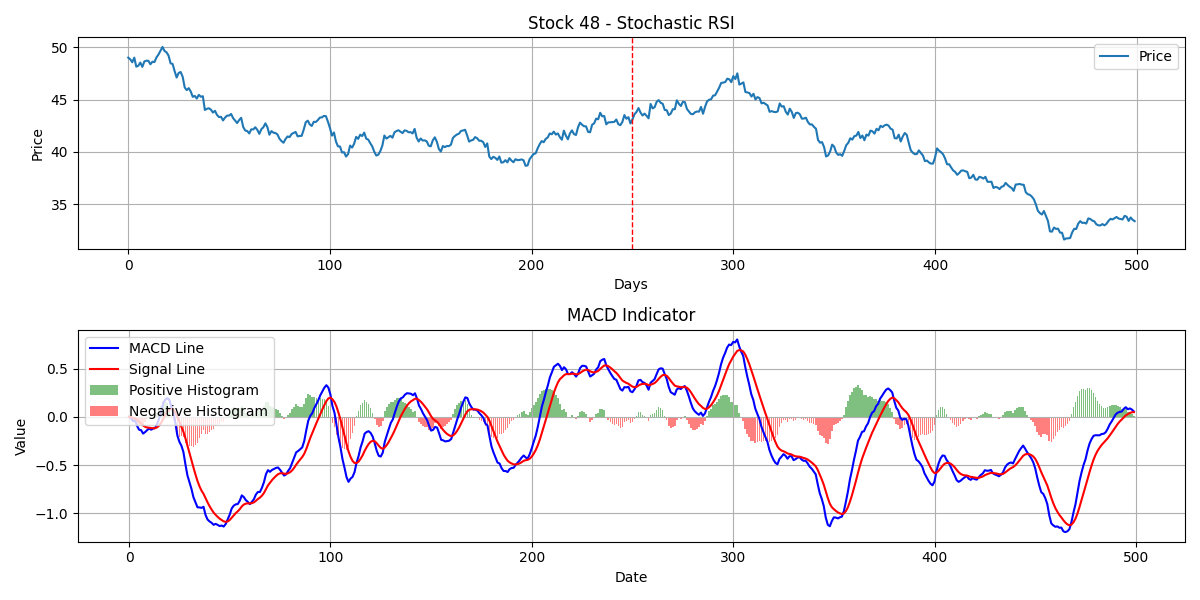 Stock 48 - Stochastic RSI
50
45
40
35
Price
Price
0 100 200 300 400 500
Days
MACD Indicator
MACD Line
Signal Line
Positive Histogram
Negative Histogram
0.5
0.0
−0.5
−1.0
Value
0 100 200 300 400 500
Date